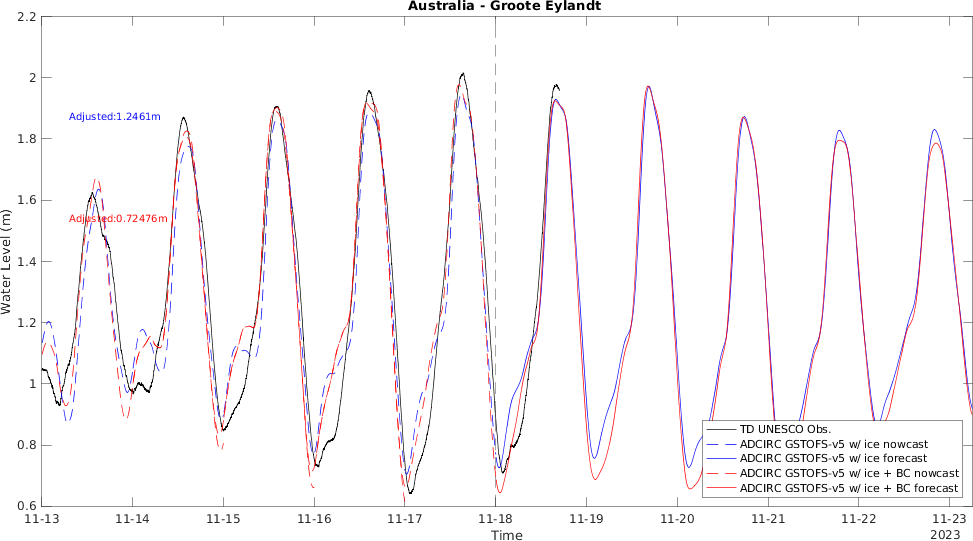 Australia - Groote Eylandt
2.2
2
1.8
1.6
1.4
1.2
1
0.8
0.6
Water Level (m)
Adjusted:1.2461m
Adjusted:0.72476m
TD UNESCO Obs.
ADCIRC GSTOFS-v5 w/ ice nowcast
ADCIRC GSTOFS-v5 w/ ice forecast
ADCIRC GSTOFS-v5 w/ ice + BC nowcast
ADCIRC GSTOFS-v5 w/ ice + BC forecast
11-13 11-14 11-15 11-16 11-17 11-18 11-19 11-20 11-21 11-22 11-23
Time
2023